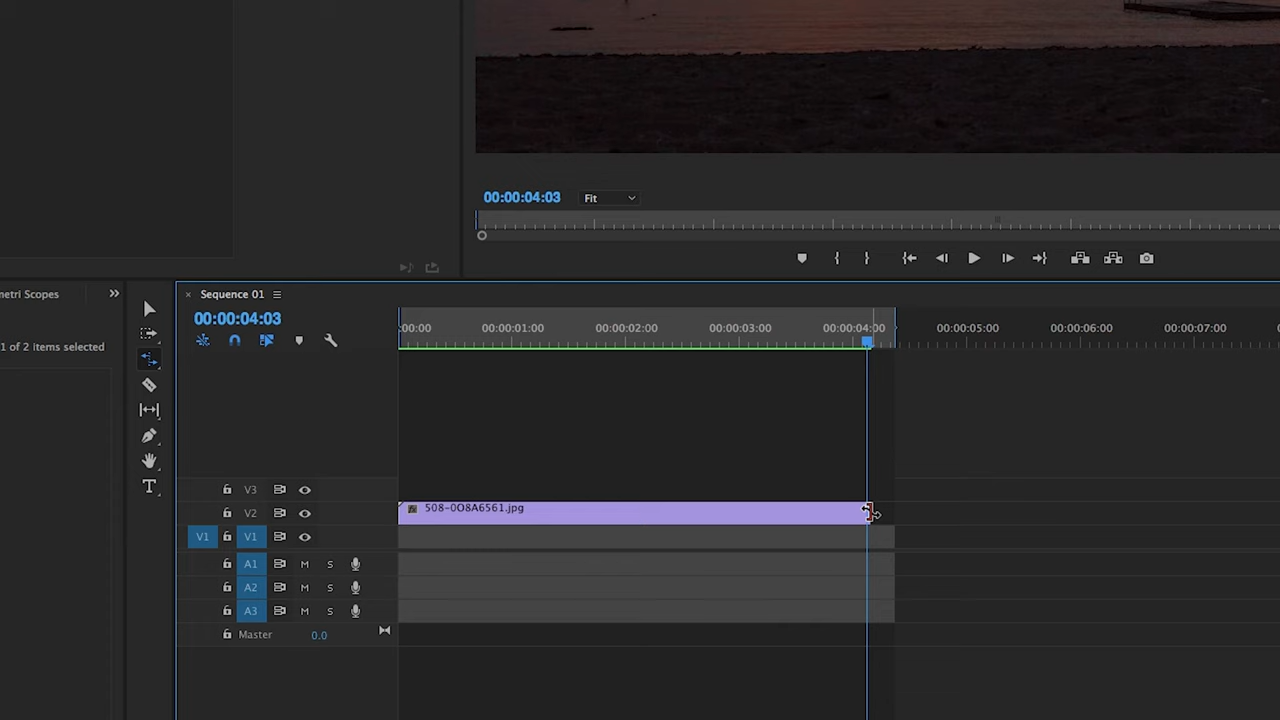 00:00:04:03
Fit
etri Scopes
Sequence 01
00:00:04:03
1 of 2 items selected
:00:00
00:00:01:00
00:00:02:00
00:00:03:00
00:00:04:00
00:00:05:00
00:00:06:00
00:00:07:00
T
V3
V2
508-0O8A6561.jpg
V1
V1
A1
M
S
A2
M
S
A3
M
S
Master
0.0